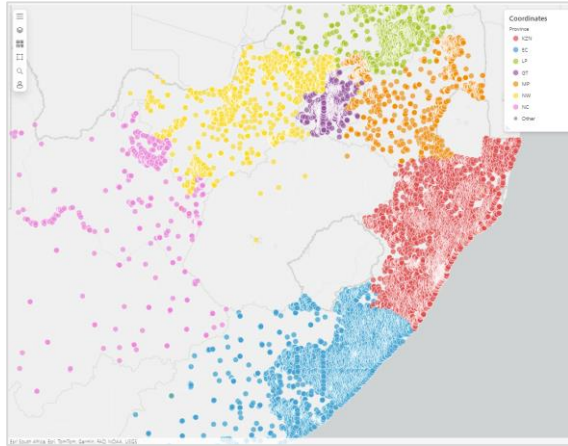 Coordinates
Province
KZN
EC
LP
GT
MP
NW
NC
Other
Esri South Africa, Esri, TomTom, Garmin, FAO, NOAA, USGS